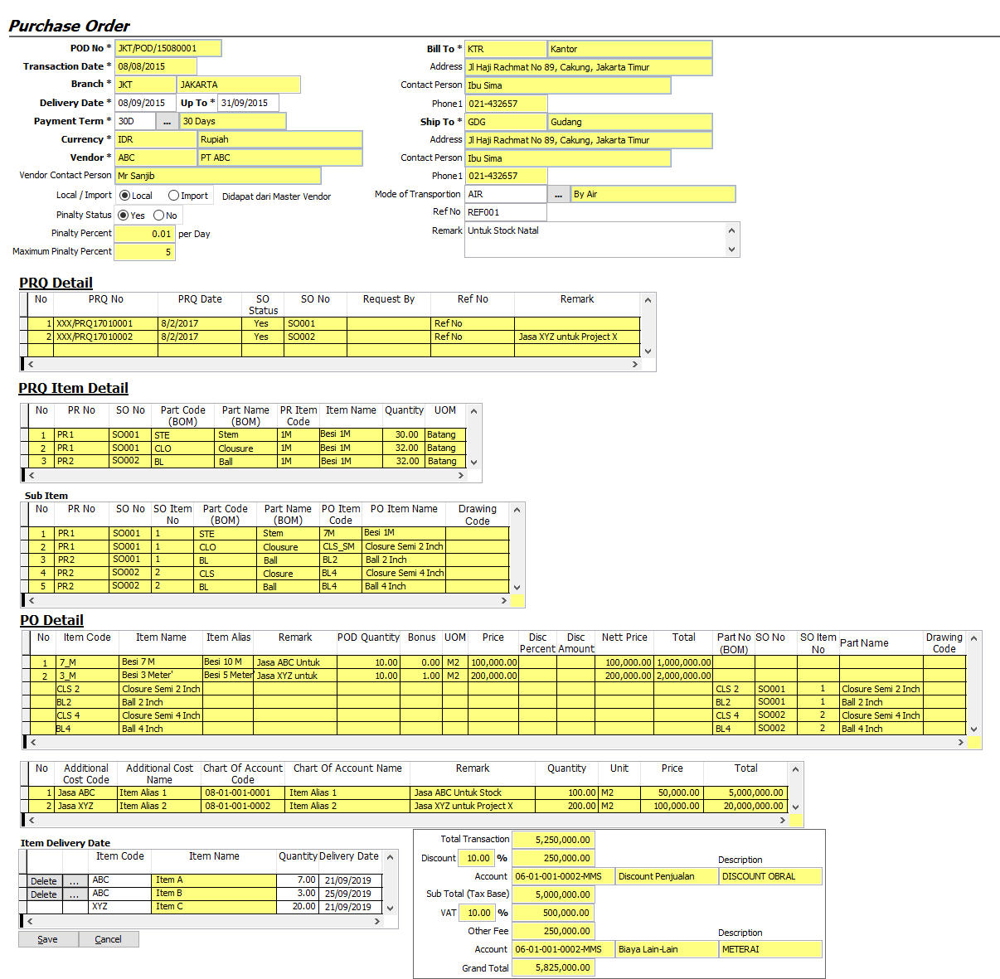 Purchase Order
POD No * JKT/POD/15080001
Transaction Date * 08/08/2015
Branch * JKT JAKARTA
Delivery Date * 08/09/2015 Up To * 31/09/2015
Payment Term * 30D ... 30 Days
Currency * IDR Rupiah
Vendor * ABC PT ABC
Vendor Contact Person Mr Sanjib
Local / Import Local Import Didapat dari Master Vendor
Pinalty Status Yes No
Pinalty Percent 0.01 per Day
Maximum Pinalty Percent 5
Bill To * KTR Kantor
Address Jl Haji Rachmat No 89, Cakung, Jakarta Timur
Contact Person Ibu Sima
Phone1 021-432657
Ship To * GDG Gudang
Address Jl Haji Rachmat No 89, Cakung, Jakarta Timur
Contact Person Ibu Sima
Phone1 021-432657
Mode of Transportion AIR ... By Air
Ref No REF001
Remark Untuk Stock Natal
PRQ Detail
No PRQ No PRQ Date SO Status SO No Request By Ref No Remark
1 XXX/PRQ17010001 8/2/2017 Yes SO001 Ref No
2 XXX/PRQ17010002 8/2/2017 Yes SO002 Ref No Jasa XYZ untuk Project X
PRQ Item Detail
No PR No SO No Part Code (BOM) Part Name (BOM) PR Item Code Item Name Quantity UOM
1 PR1 SO001 STE Stem 1M Besi 1M 30.00 Batang
2 PR1 SO001 CLO Clousure 1M Besi 1M 32.00 Batang
3 PR2 SO002 BL Ball 1M Besi 1M 32.00 Batang
Sub Item
No PR No SO No SO Item No Part Code (BOM) Part Name (BOM) PO Item Code PO Item Name Drawing Code
1 PR1 SO001 1 STE Stem 7M Besi 1M
2 PR1 SO001 1 CLO Clousure CLS_SM Closure Semi 2 Inch
3 PR2 SO001 1 BL Ball BL2 Ball 2 Inch
4 PR2 SO002 2 CLS Closure BL4 Closure Semi 4 Inch
5 PR2 SO002 2 BL Ball BL4 Ball 4 Inch
PO Detail
No Item Code Item Name Item Alias Remark POD Quantity Bonus UOM Price Disc Percent Disc Amount Nett Price Total Part No (BOM) SO No SO Item No Part Name Drawing Code
1 7_M Besi 7 M Besi 10 M Jasa ABC Untuk 10.00 0.00 M2 100,000.00 100,000.00 1,000,000.00
2 3_M Besi 3 Meter' Besi 5 Meter' Jasa XYZ untuk 10.00 1.00 M2 200,000.00 200,000.00 2,000,000.00
CLS 2 Closure Semi 2 Inch CLS 2 SO001 1 Closure Semi 2 Inch
BL2 Ball 2 Inch BL2 SO001 1 Ball 2 Inch
CLS 4 Closure Semi 4 Inch CLS 4 SO002 2 Closure Semi 4 Inch
BL4 Ball 4 Inch BL4 SO002 2 Ball 4 Inch
No Additional Cost Code Additional Cost Name Chart Of Account Code Chart Of Account Name Remark Quantity Unit Price Total
1 Jasa ABC Item Alias 1 08-01-001-0001 Item Alias 1 Jasa ABC Untuk Stock 100.00 M2 50,000.00 5,000,000.00
2 Jasa XYZ Item Alias 2 08-01-001-0002 Item Alias 2 Jasa XYZ untuk Project X 200.00 M2 100,000.00 20,000,000.00
Item Delivery Date
Item Code Item Name Quantity Delivery Date
Delete ... ABC Item A 7.00 21/09/2019
Delete ... ABC Item B 3.00 25/09/2019
XYZ Item C 20.00 21/09/2019
Save Cancel
Total Transaction 5,250,000.00
Discount 10.00 % 250,000.00 Description
Account 06-01-001-0002-MMS Discount Penjualan DISCOUNT OBRAL
Sub Total (Tax Base) 5,000,000.00
VAT 10.00 % 500,000.00
Other Fee 250,000.00 Description
Account 06-01-001-0002-MMS Biaya Lain-Lain METERAI
Grand Total 5,825,000.00